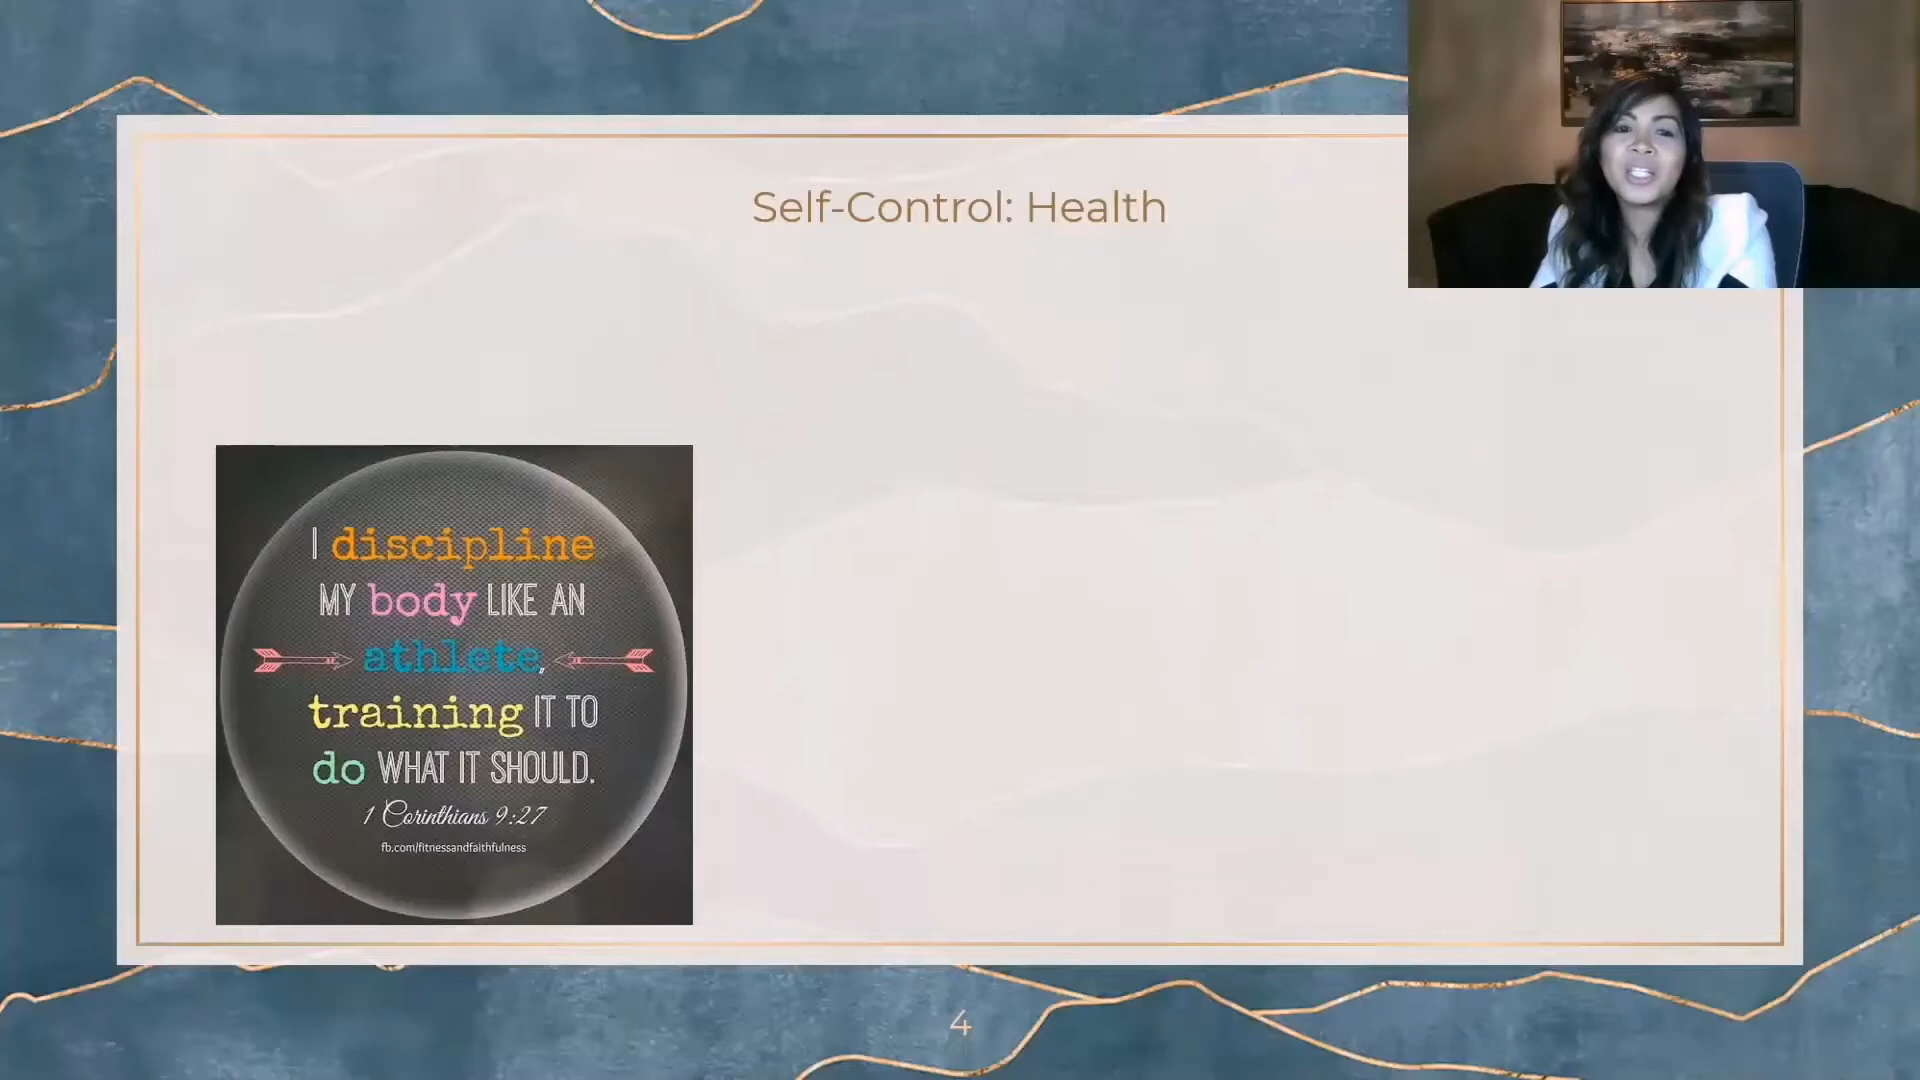 Self-Control: Health
I discipline
MY body LIKE AN
athlete,
training IT TO
do WHAT IT SHOULD.
1 Corinthians 9:27
fb.com/fitnessandfaithfulness
4